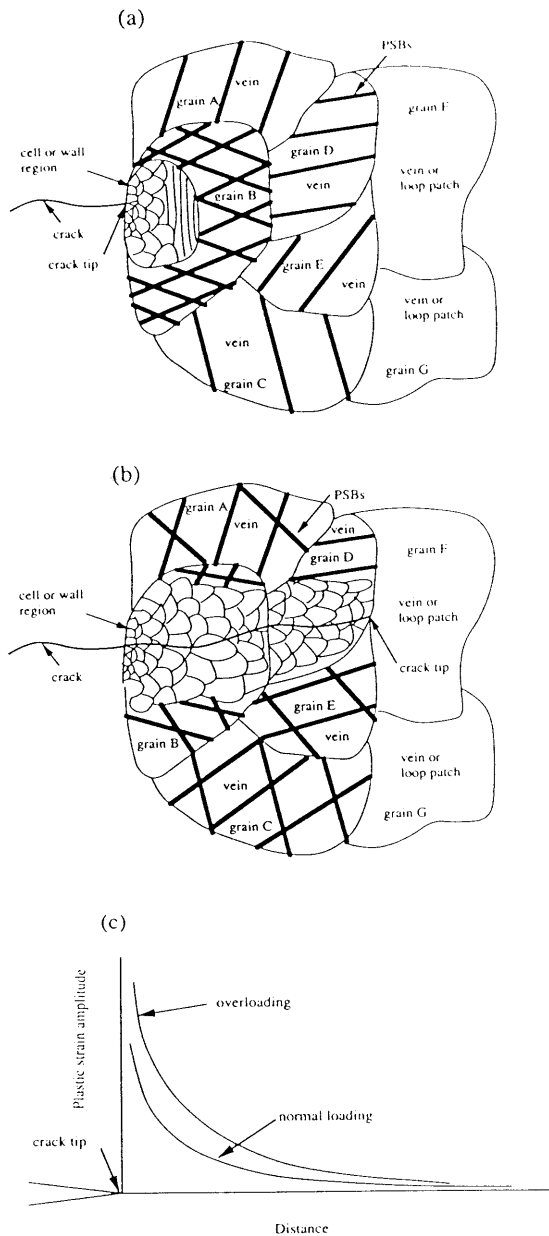 (a)
PSBs
vein
grain A
grain F
cell or wall
region
grain D
vein or
loop patch
vein
grain B
crack
crack tip
grain E
vein
vein or
loop patch
vein
grain C
grain G
(b)
PSBs
grain A
vein
vein
grain F
grain D
cell or wall
region
vein or
loop patch
crack
crack tip
grain E
grain B
vein
vein or
loop patch
vein
grain C
grain G
(c)
Plastic strain amplitude
overloading
normal loading
crack tip
Distance